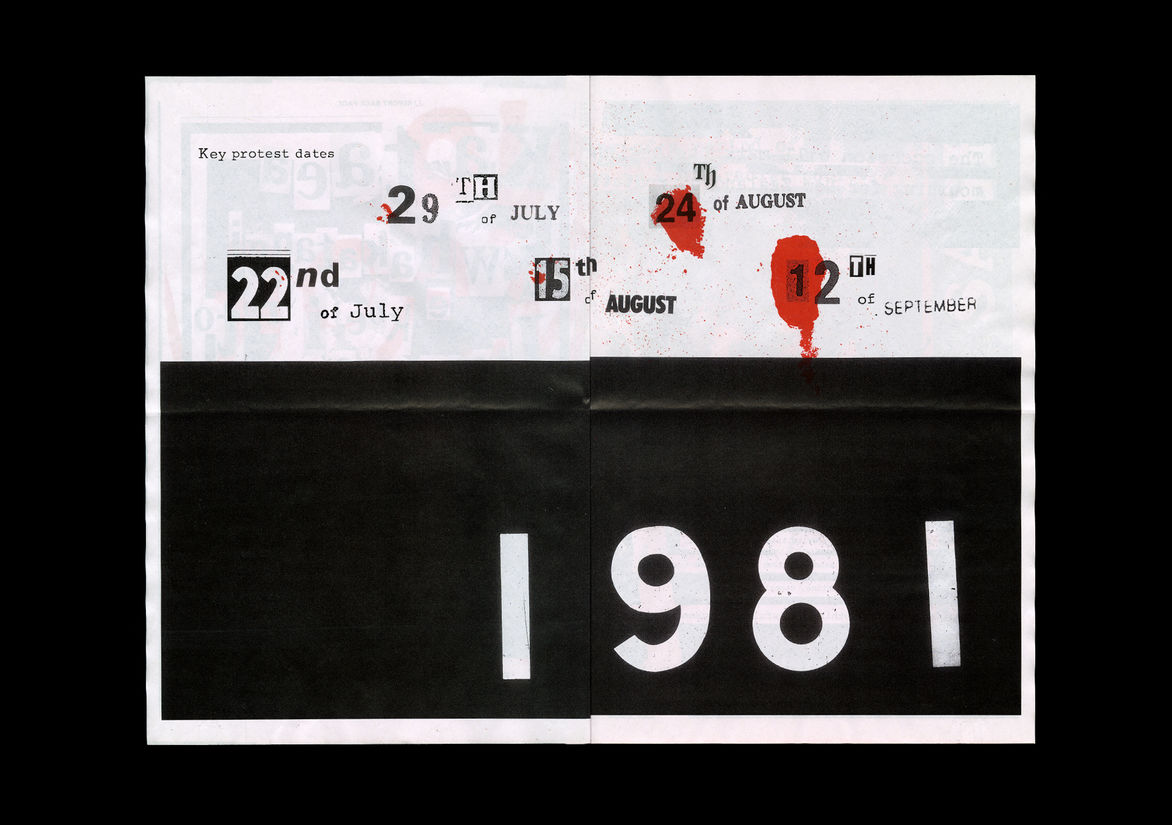 Key protest dates
22nd of July
29TH of JULY
15th of AUGUST
24Th of AUGUST
12TH of SEPTEMBER
1981